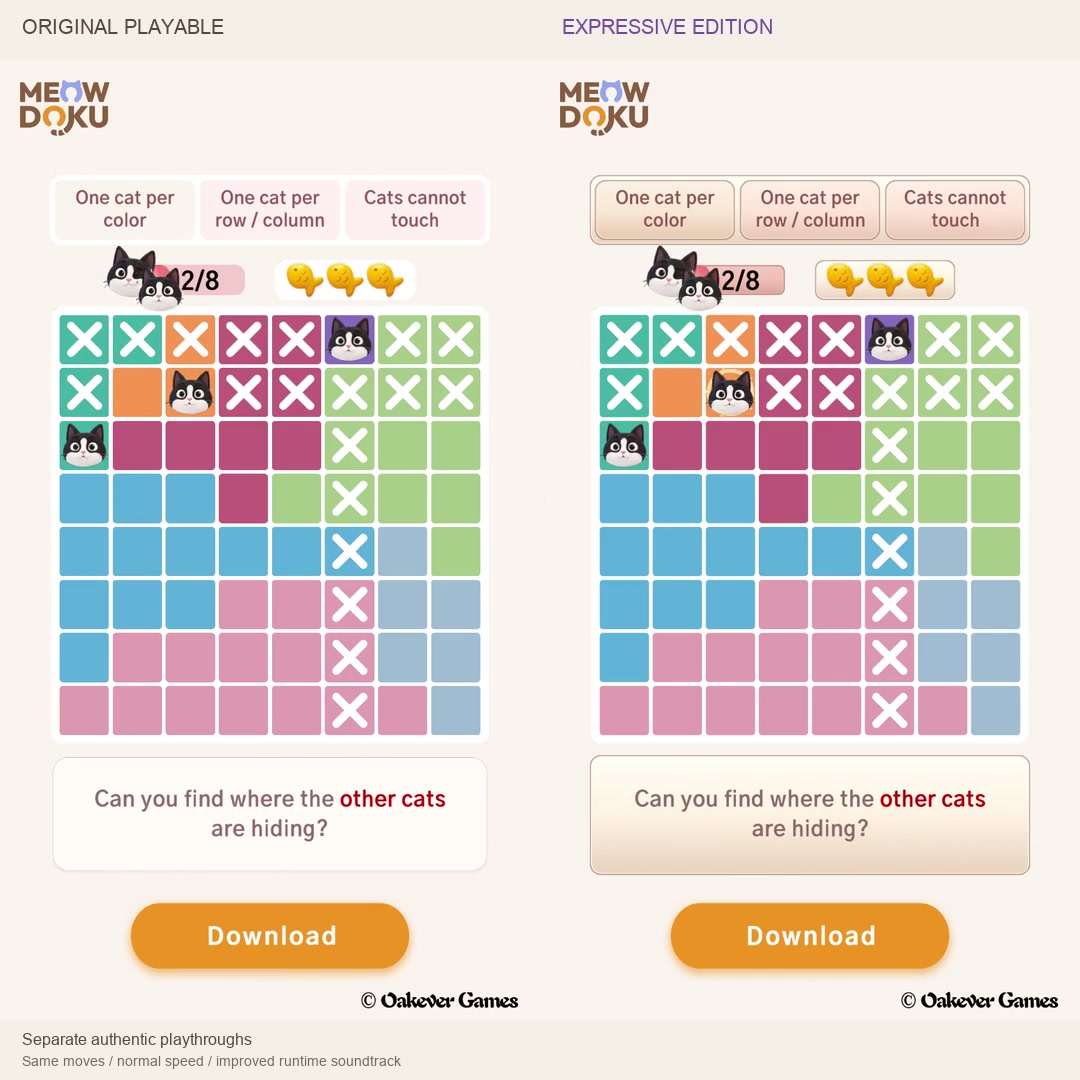 ORIGINAL PLAYABLE
EXPRESSIVE EDITION
MEOW
DOKU
One cat per
color
One cat per
row / column
Cats cannot
touch
2/8
Can you find where the other cats
are hiding?
Download
© Oakever Games
MEOW
DOKU
One cat per
color
One cat per
row / column
Cats cannot
touch
2/8
Can you find where the other cats
are hiding?
Download
© Oakever Games
Separate authentic playthroughs
Same moves / normal speed / improved runtime soundtrack